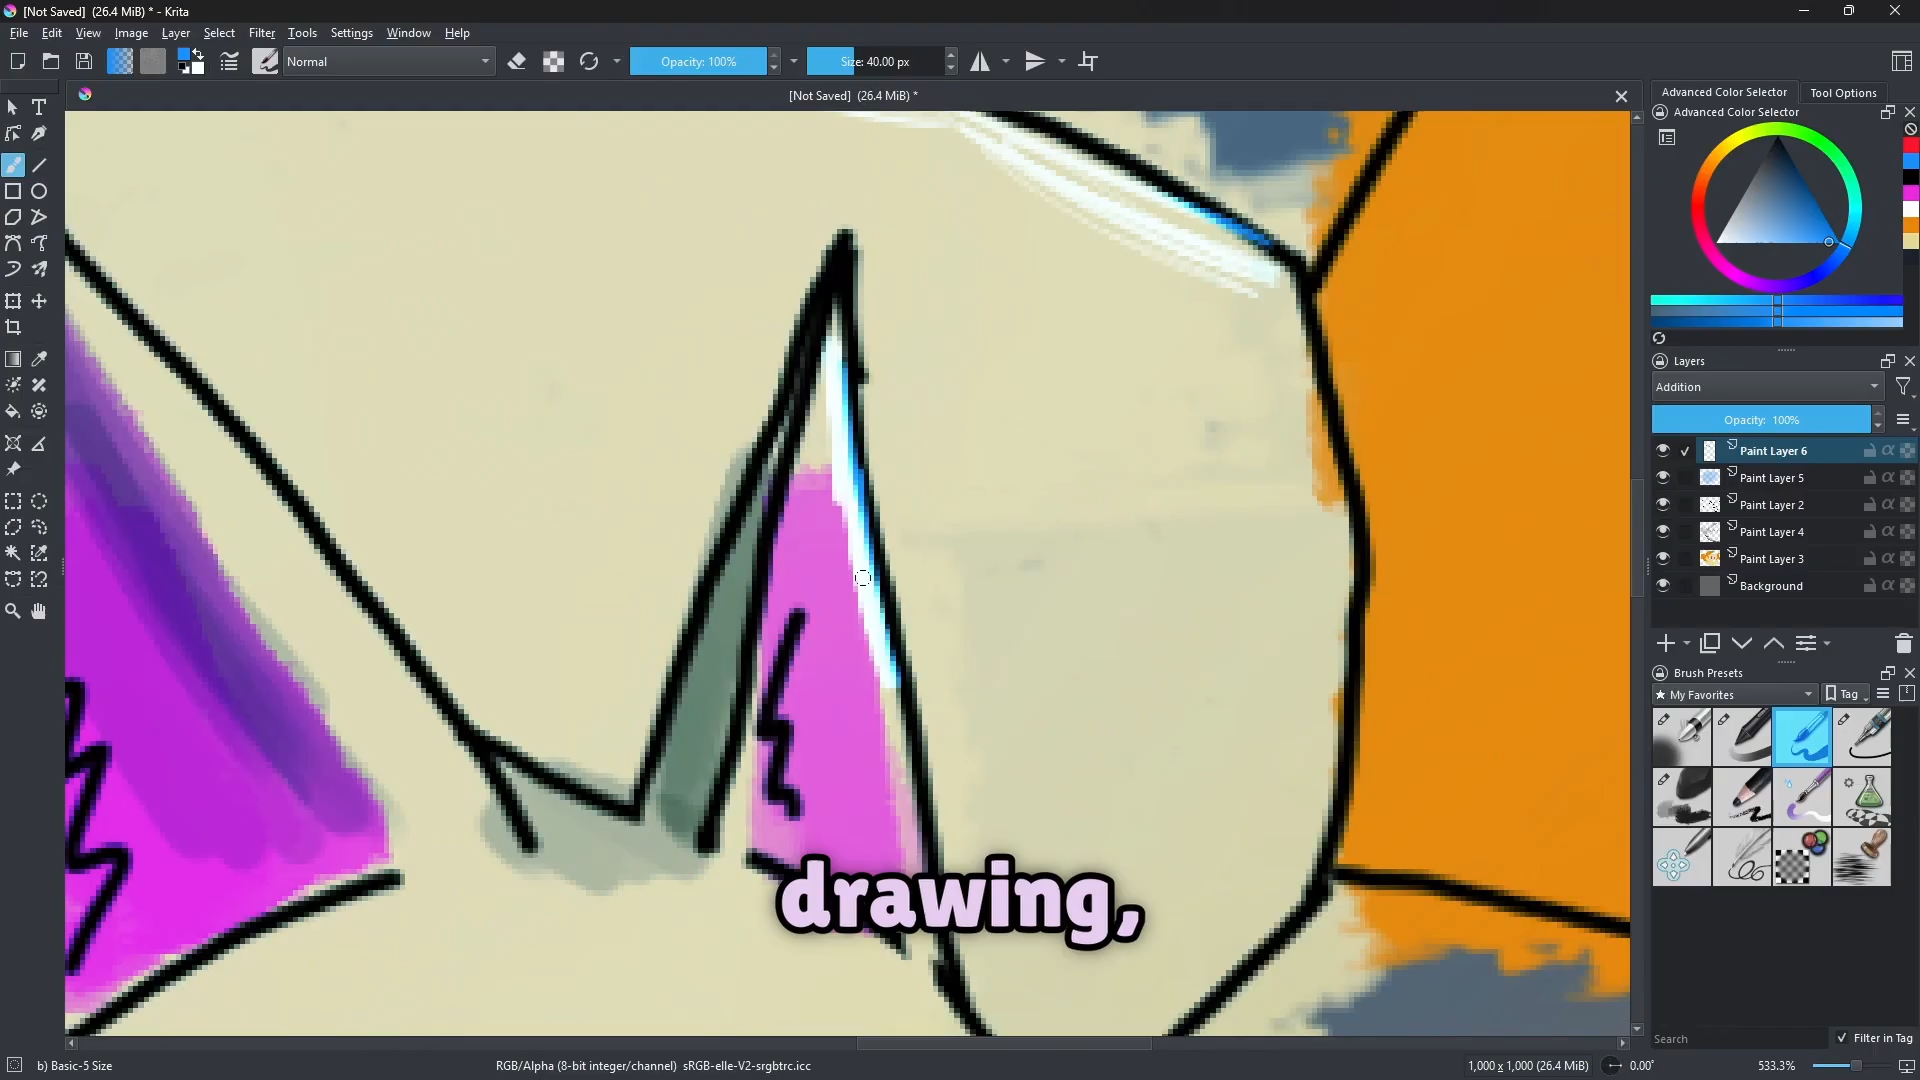 [Not Saved]  (26.4 MiB) * - Krita
File Edit View Image Layer Select Filter Tools Settings Window Help
Normal
Opacity: 100%
Size: 40.00 px
[Not Saved]  (26.4 MiB) *
Advanced Color Selector
Tool Options
Advanced Color Selector
Layers
Addition
Opacity: 100%
Paint Layer 6
Paint Layer 5
Paint Layer 2
Paint Layer 4
Paint Layer 3
Background
Brush Presets
★ My Favorites
Tag
drawing,
Search
Filter in Tag
b) Basic-5 Size
RGB/Alpha (8-bit integer/channel)  sRGB-elle-V2-srgbtrc.icc
1,000 x 1,000 (26.4 MiB)
0.00°
533.3%